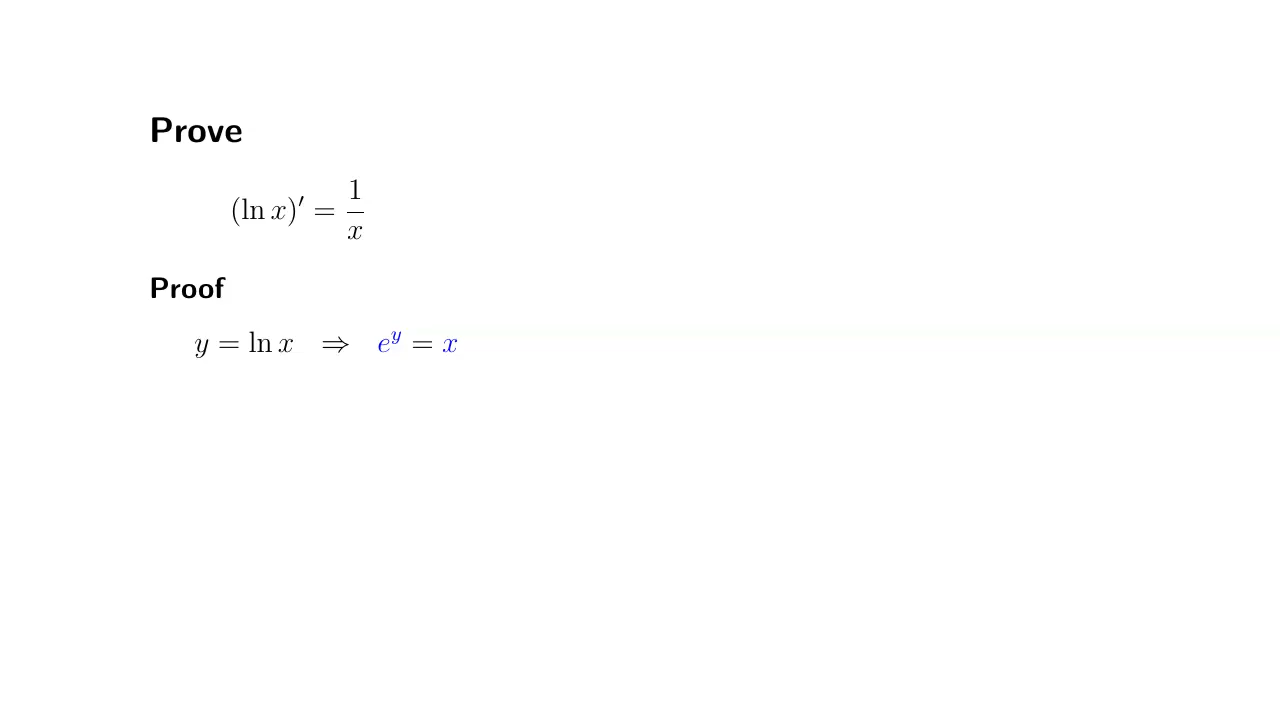 Prove
(ln x)′ = 1/x
Proof
y = ln x ⇒ e^y = x